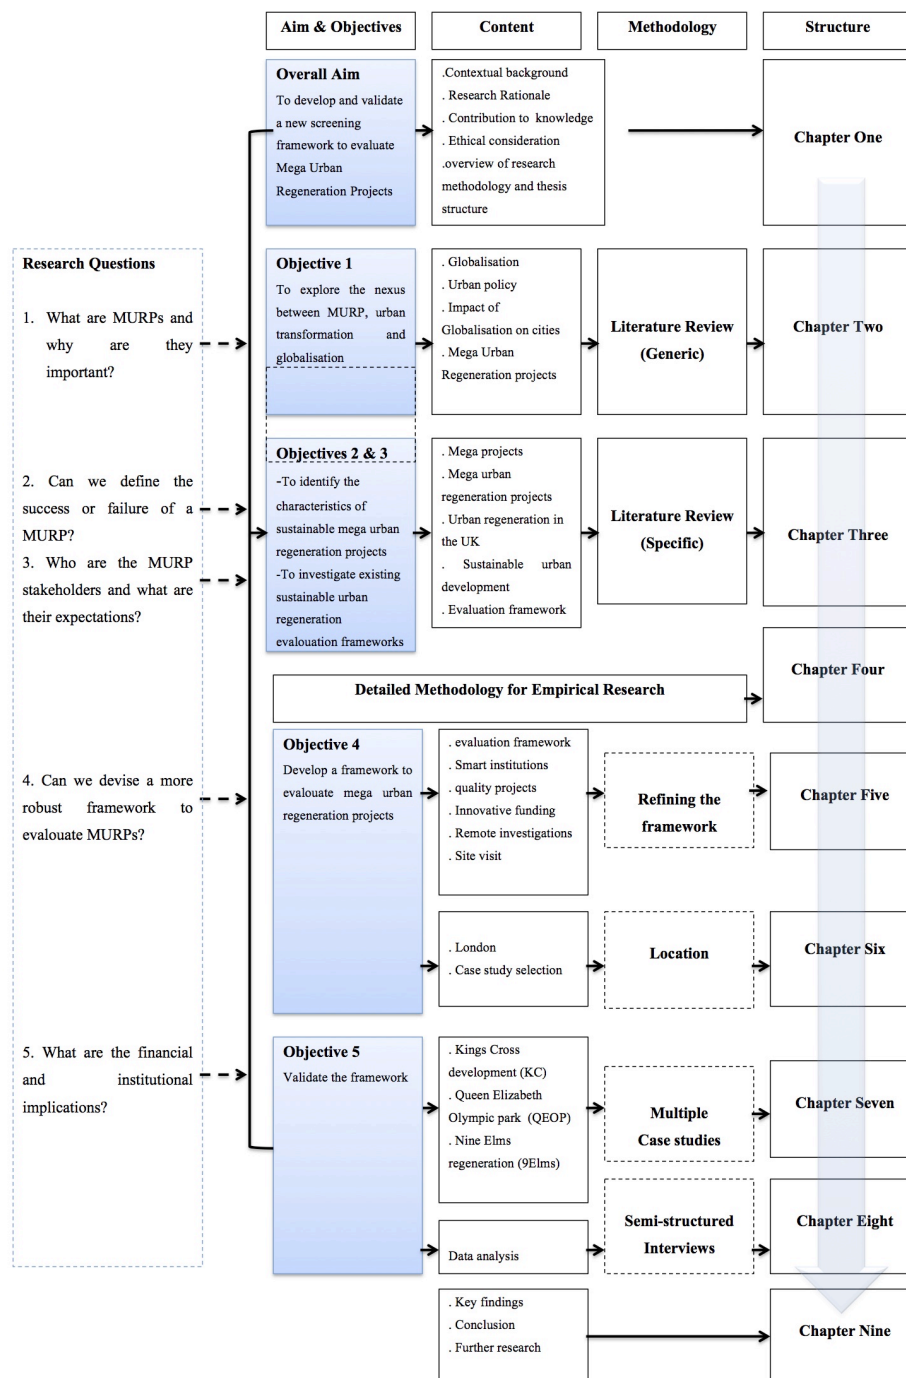 Aim & Objectives
Content
Methodology
Structure
Overall Aim
To develop and validate
a new screening
framework to evaluate
Mega Urban
Regeneration Projects
.Contextual background
. Research Rationale
. Contribution to knowledge
. Ethical consideration
.overview of research
methodology and thesis
structure
Chapter One
Research Questions
1. What are MURPs and
why are they
important?
2. Can we define the
success or failure of a
MURP?
3. Who are the MURP
stakeholders and what are
their expectations?
4. Can we devise a more
robust framework to
evalouate MURPs?
5. What are the financial
and institutional
implications?
Objective 1
To explore the nexus
between MURP, urban
transformation and
globalisation
. Globalisation
. Urban policy
. Impact of
Globalisation on cities
. Mega Urban
Regeneration projects
Literature Review
(Generic)
Chapter Two
Objectives 2 & 3
-To identify the
characteristics of
sustainable mega urban
regeneration projects
-To investigate existing
sustainable urban
regeneration
evalouation frameworks
. Mega projects
. Mega urban
regeneration projects
. Urban regeneration in
the UK
. Sustainable urban
development
. Evaluation framework
Literature Review
(Specific)
Chapter Three
Detailed Methodology for Empirical Research
Chapter Four
Objective 4
Develop a framework to
evalouate mega urban
regeneration projects
. evaluation framework
. Smart institutions
. quality projects
. Innovative funding
. Remote investigations
. Site visit
Refining the
framework
Chapter Five
. London
. Case study selection
Location
Chapter Six
Objective 5
Validate the framework
. Kings Cross
development (KC)
. Queen Elizabeth
Olympic park (QEOP)
. Nine Elms
regeneration (9Elms)
Multiple
Case studies
Chapter Seven
Data analysis
Semi-structured
Interviews
Chapter Eight
. Key findings
. Conclusion
. Further research
Chapter Nine